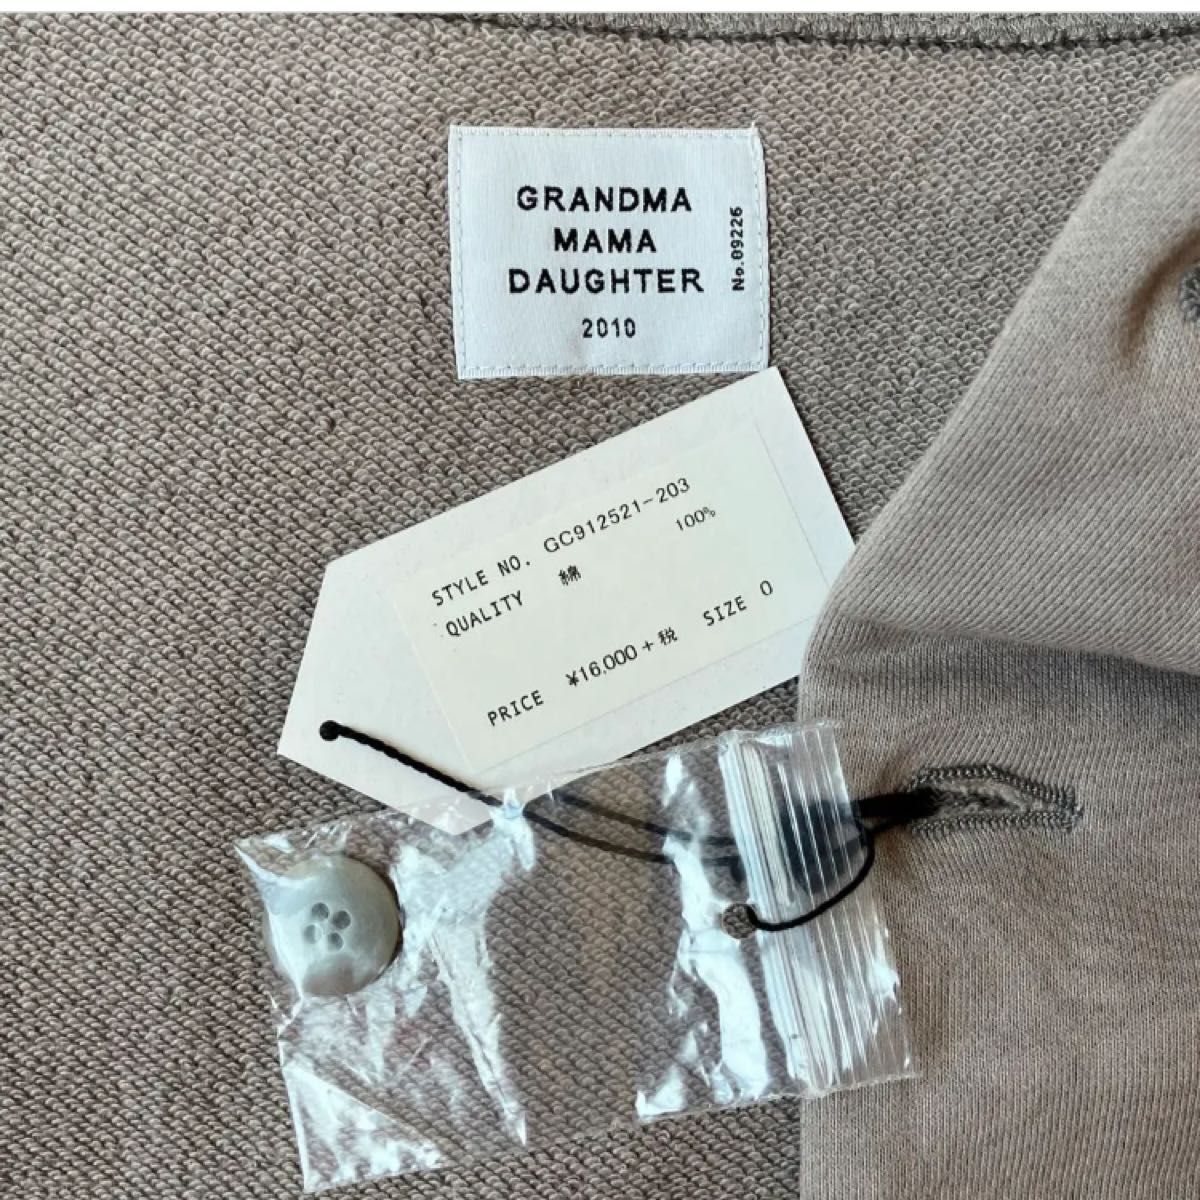 GRANDMA
MAMA
DAUGHTER
2010
No.09226
STYLE NO. GC912521-203
QUALITY 綿 100%
PRICE ¥16,000+税 SIZE 0